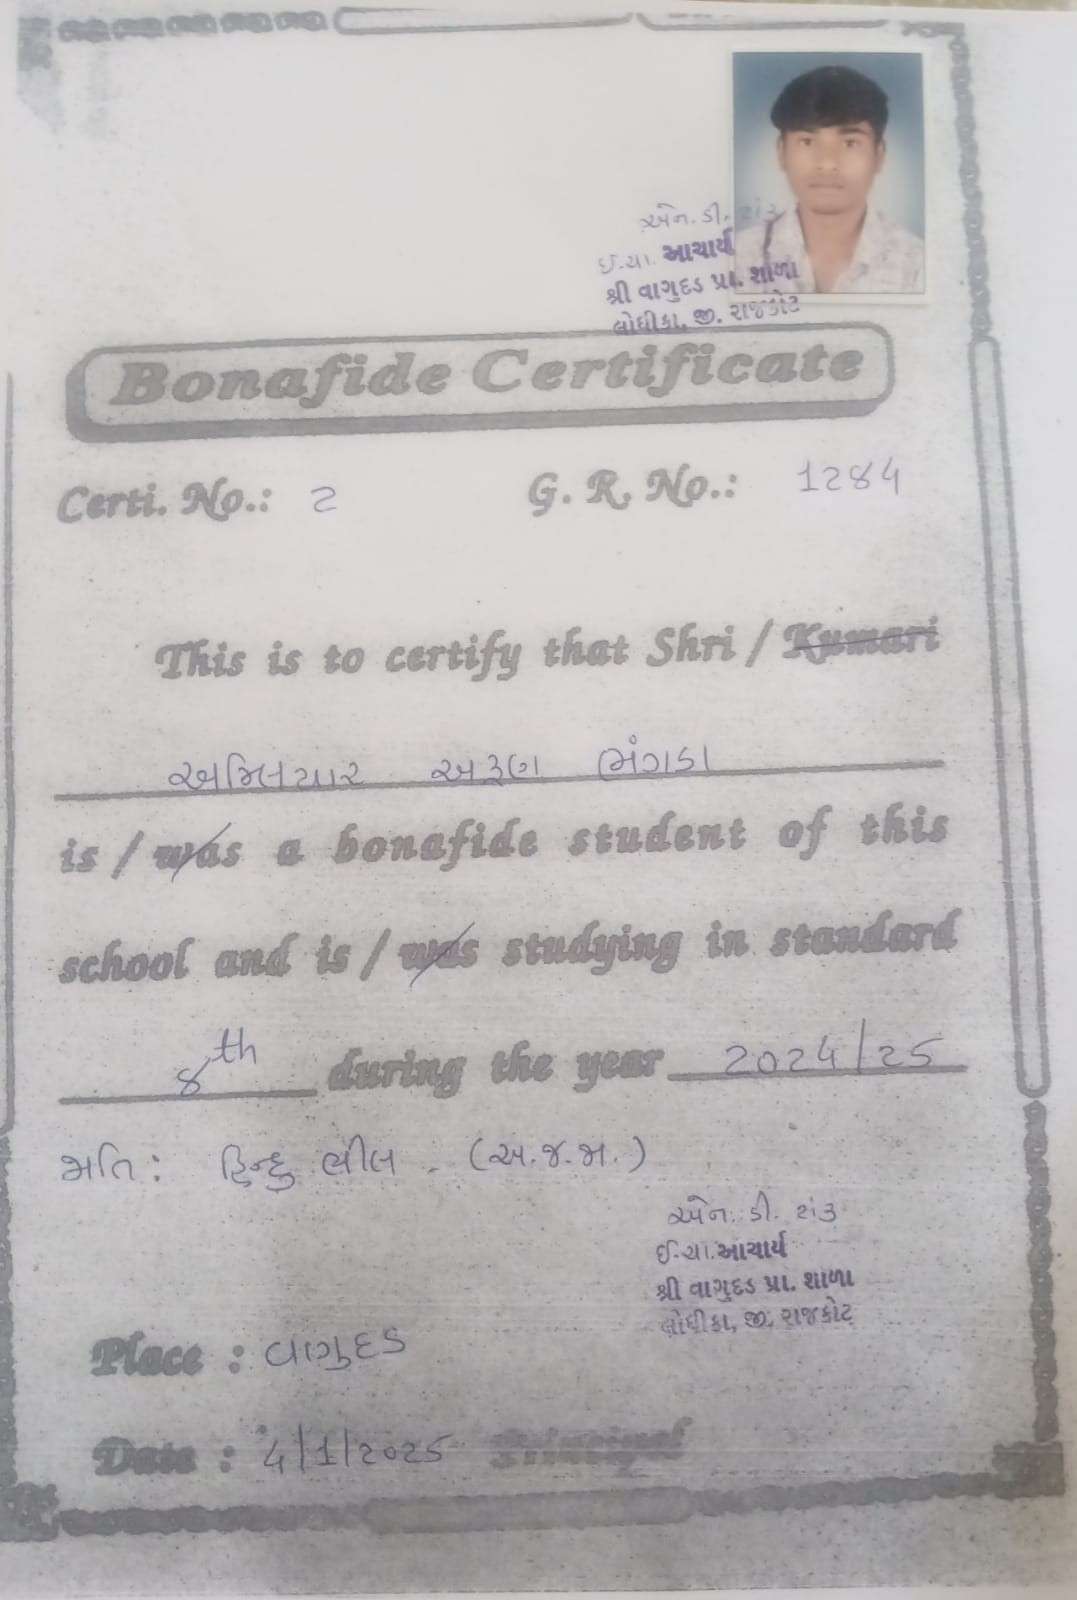 એન. ડી. ટાંક
ઈ.ચા. આચાર્ય
શ્રી વાગુદડ પ્રા. શાળા
લોધીકા, જી. રાજકોટ
Bonafide Certificate
Certi. No.: 2 G. R. No.: 1284
This is to certify that Shri / Kumari
અમલિયાર અરૂણ ભંગડા
is / was a bonafide student of this
school and is / was studying in standard
8th during the year 2024/25
જાતિ : હિન્દુ ભીલ . (અ.જ.જા.)
એન. ડી. ટાંક
ઈ.ચા. આચાર્ય
શ્રી વાગુદડ પ્રા. શાળા
લોધીકા, જી. રાજકોટ
Place : વાગુદડ
Date : 4/1/2025 Principal